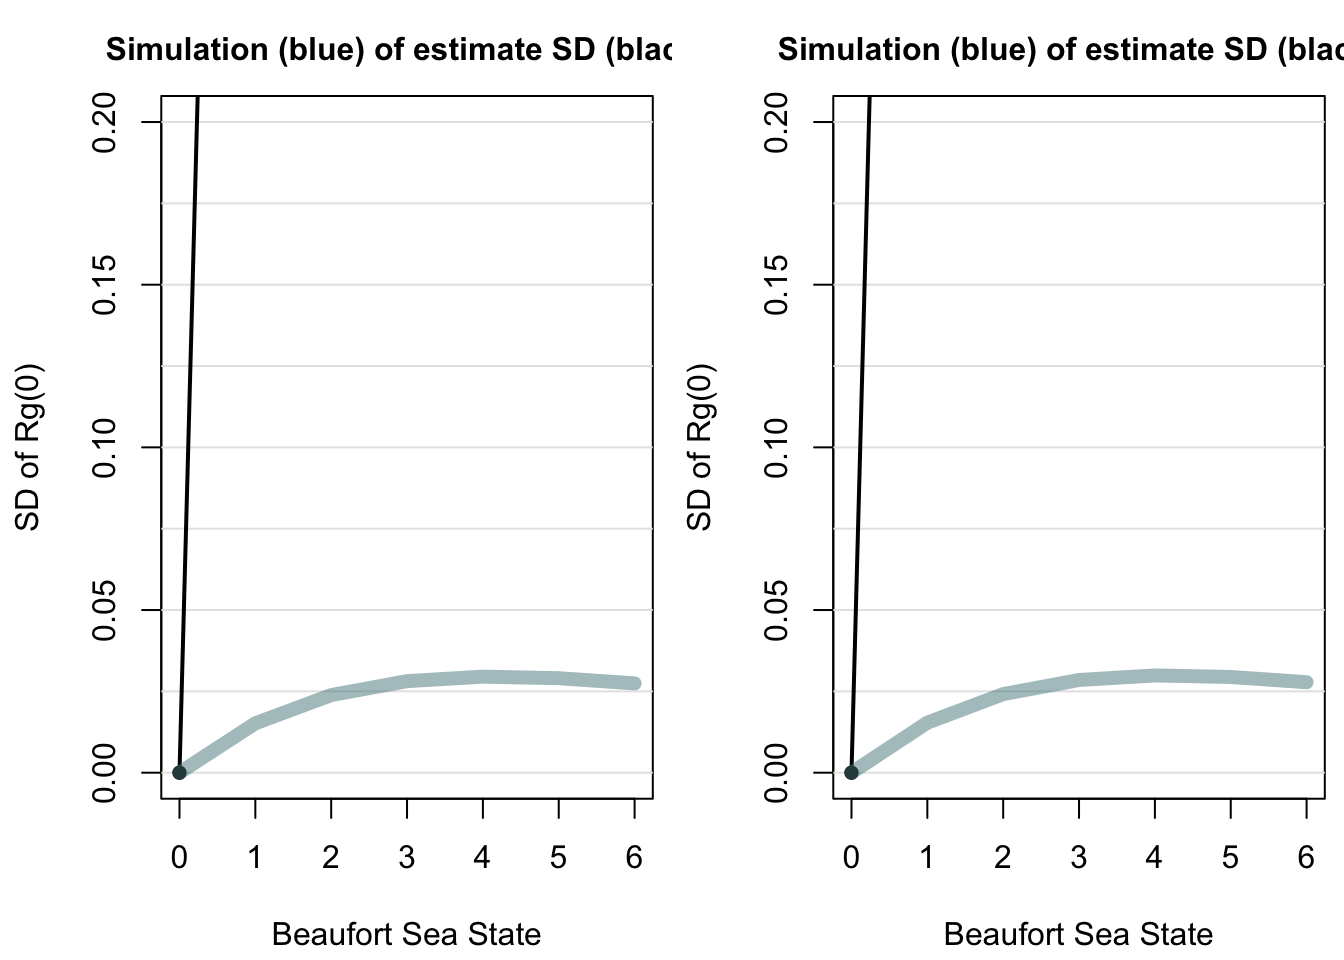 Simulation (blue) of estimate SD (blac
SD of Rg(0)
0.20
0.15
0.10
0.05
0.00
0 1 2 3 4 5 6
Beaufort Sea State
Simulation (blue) of estimate SD (blac
SD of Rg(0)
0.20
0.15
0.10
0.05
0.00
0 1 2 3 4 5 6
Beaufort Sea State